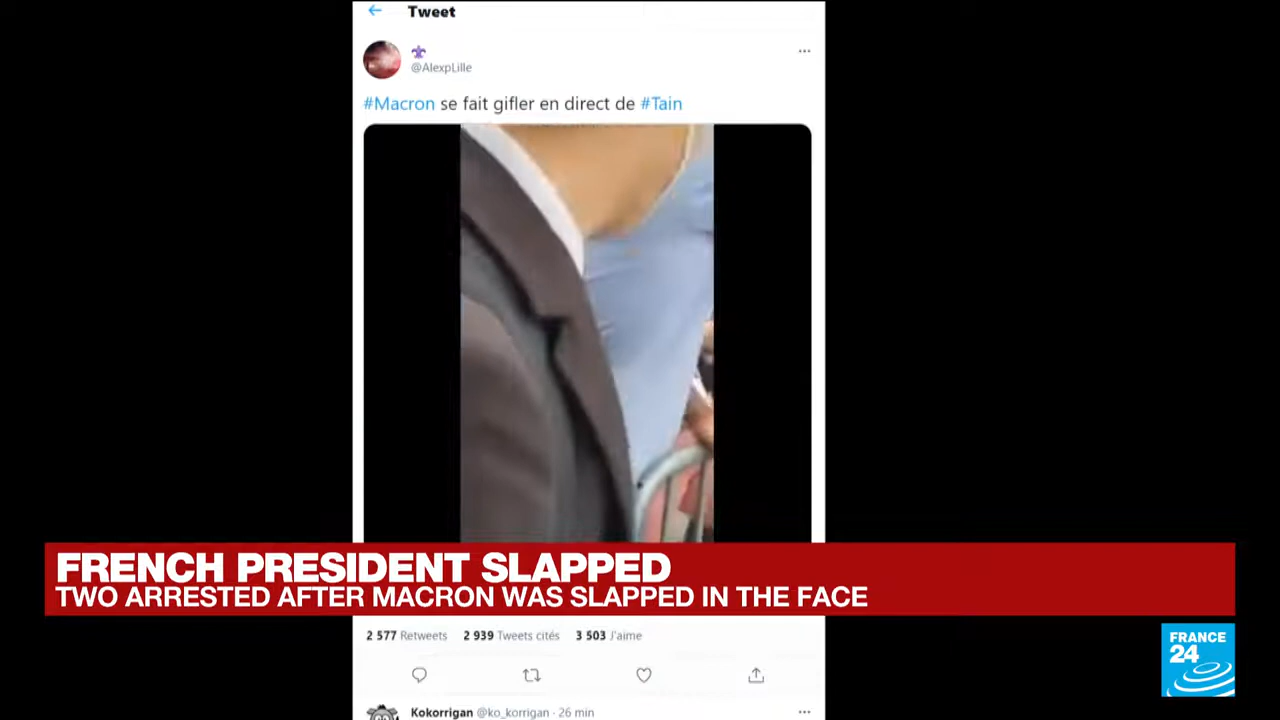 Tweet
@AlexpLille
#Macron se fait gifler en direct de #Tain
FRENCH PRESIDENT SLAPPED
TWO ARRESTED AFTER MACRON WAS SLAPPED IN THE FACE
2 577 Retweets 2 939 Tweets cités 3 503 J'aime
FRANCE
24
Kokorrigan @ko_korrigan · 26 min